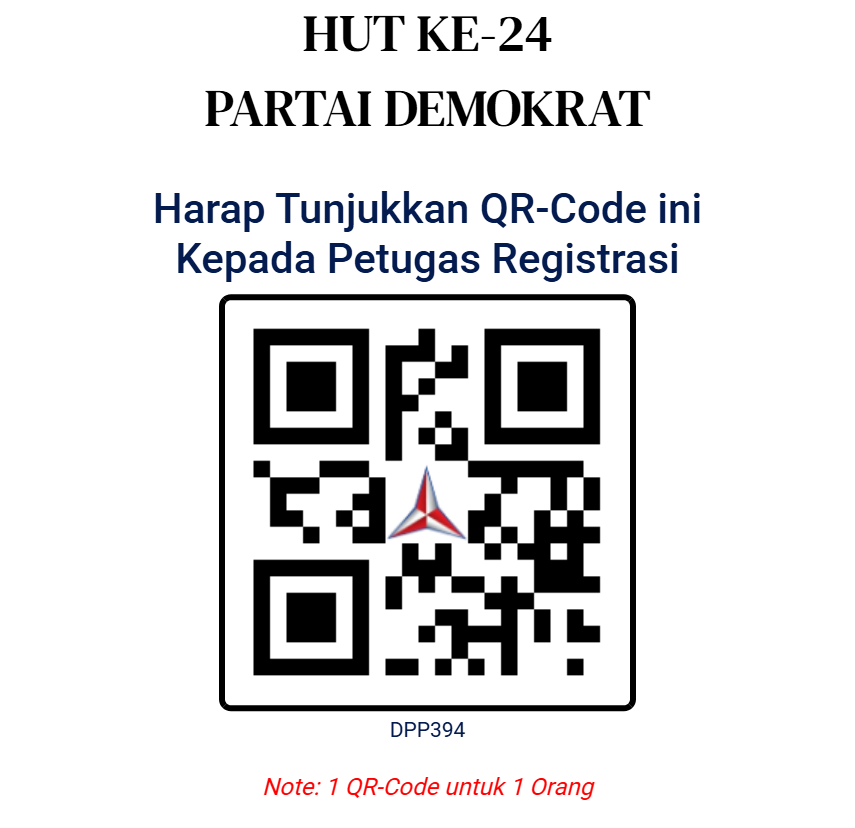 HUT KE-24
PARTAI DEMOKRAT
Harap Tunjukkan QR-Code ini
Kepada Petugas Registrasi
DPP394
Note: 1 QR-Code untuk 1 Orang